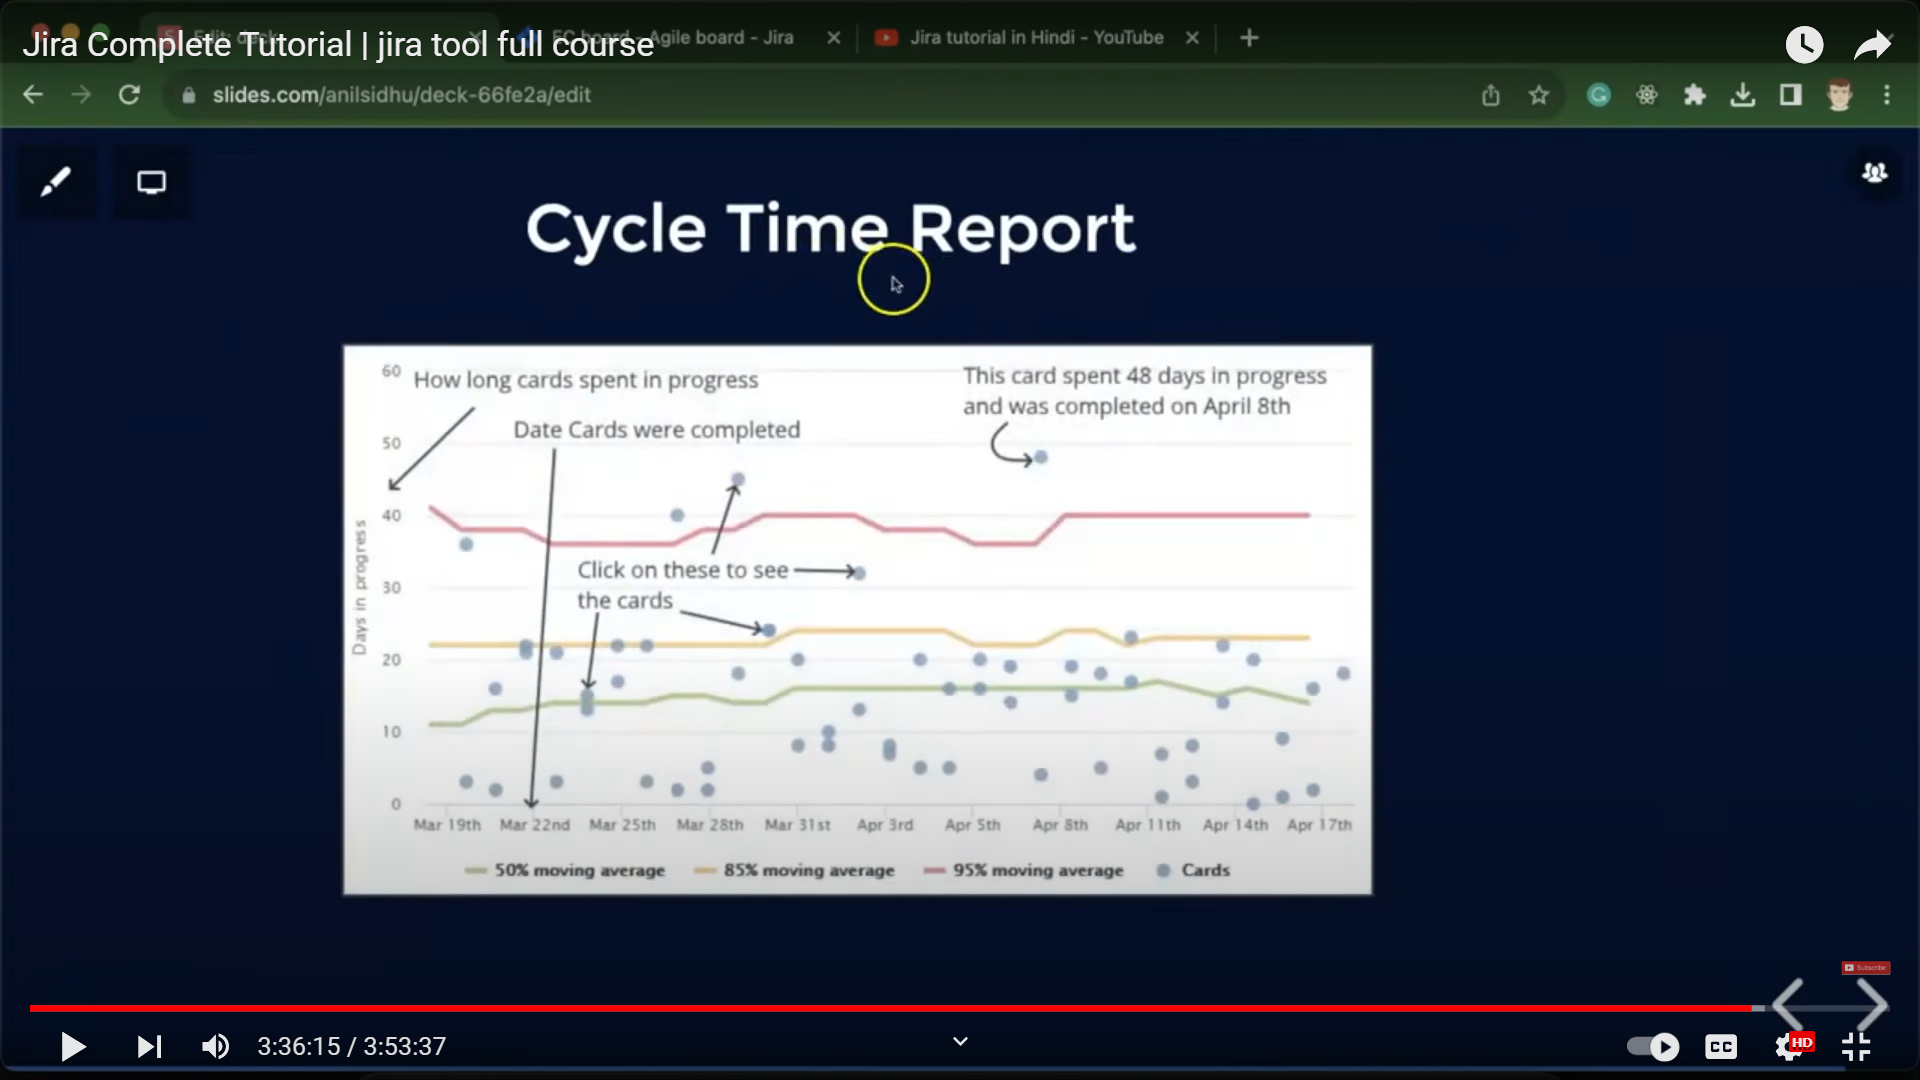 Jira Complete Tutorial | jira tool full course
Agile board - Jira
Jira tutorial in Hindi - YouTube
slides.com/anilsidhu/deck-66fe2a/edit
Cycle Time Report
60
How long cards spent in progress
This card spent 48 days in progress
and was completed on April 8th
Date Cards were completed
50
40
Click on these to see
the cards
30
Days in progress
20
10
0
Mar 19th Mar 22nd Mar 25th Mar 28th Mar 31st Apr 3rd Apr 5th Apr 8th Apr 11th Apr 14th Apr 17th
50% moving average 85% moving average 95% moving average Cards
Subscribe
3:36:15 / 3:53:37
CC
HD